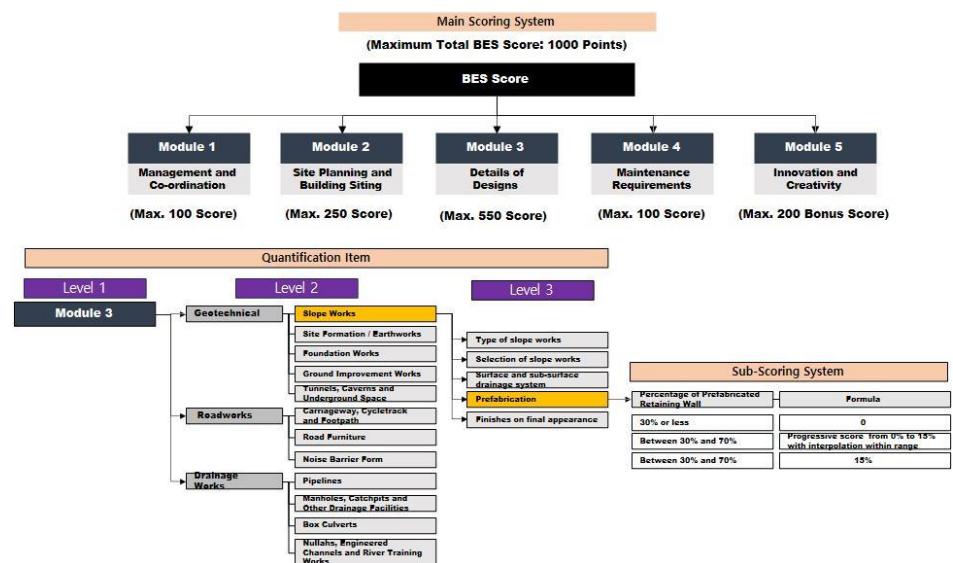 Main Scoring System
(Maximum Total BES Score: 1000 Points)
BES Score
Module 1
Management and
Co-ordination
(Max. 100 Score)
Module 2
Site Planning and
Building Siting
(Max. 250 Score)
Module 3
Details of
Designs
(Max. 550 Score)
Module 4
Maintenance
Requirements
(Max. 100 Score)
Module 5
Innovation and
Creativity
(Max. 200 Bonus Score)
Quantification Item
Level 1
Level 2
Level 3
Module 3
Geotechnical
Slope Works
Site Formation / Earthworks
Foundation Works
Ground Improvement Works
Tunnels, Caverns and
Underground Space
Roadworks
Carriageway, Cycletrack
and Footpath
Road Furniture
Noise Barrier Form
Drainage
Works
Pipelines
Manholes, Catchpits and
Other Drainage Facilities
Box Culverts
Nullahs, Engineered
Channels and River Training
Works
Type of slope works
Selection of slope works
Surface and sub-surface
drainage system
Prefabrication
Finishes on final appearance
Sub-Scoring System
Percentage of Prefabricated
Retaining Wall
Formula
30% or less
0
Between 30% and 70%
Progressive score from 0% to 15%
with interpolation within range
Between 30% and 70%
15%